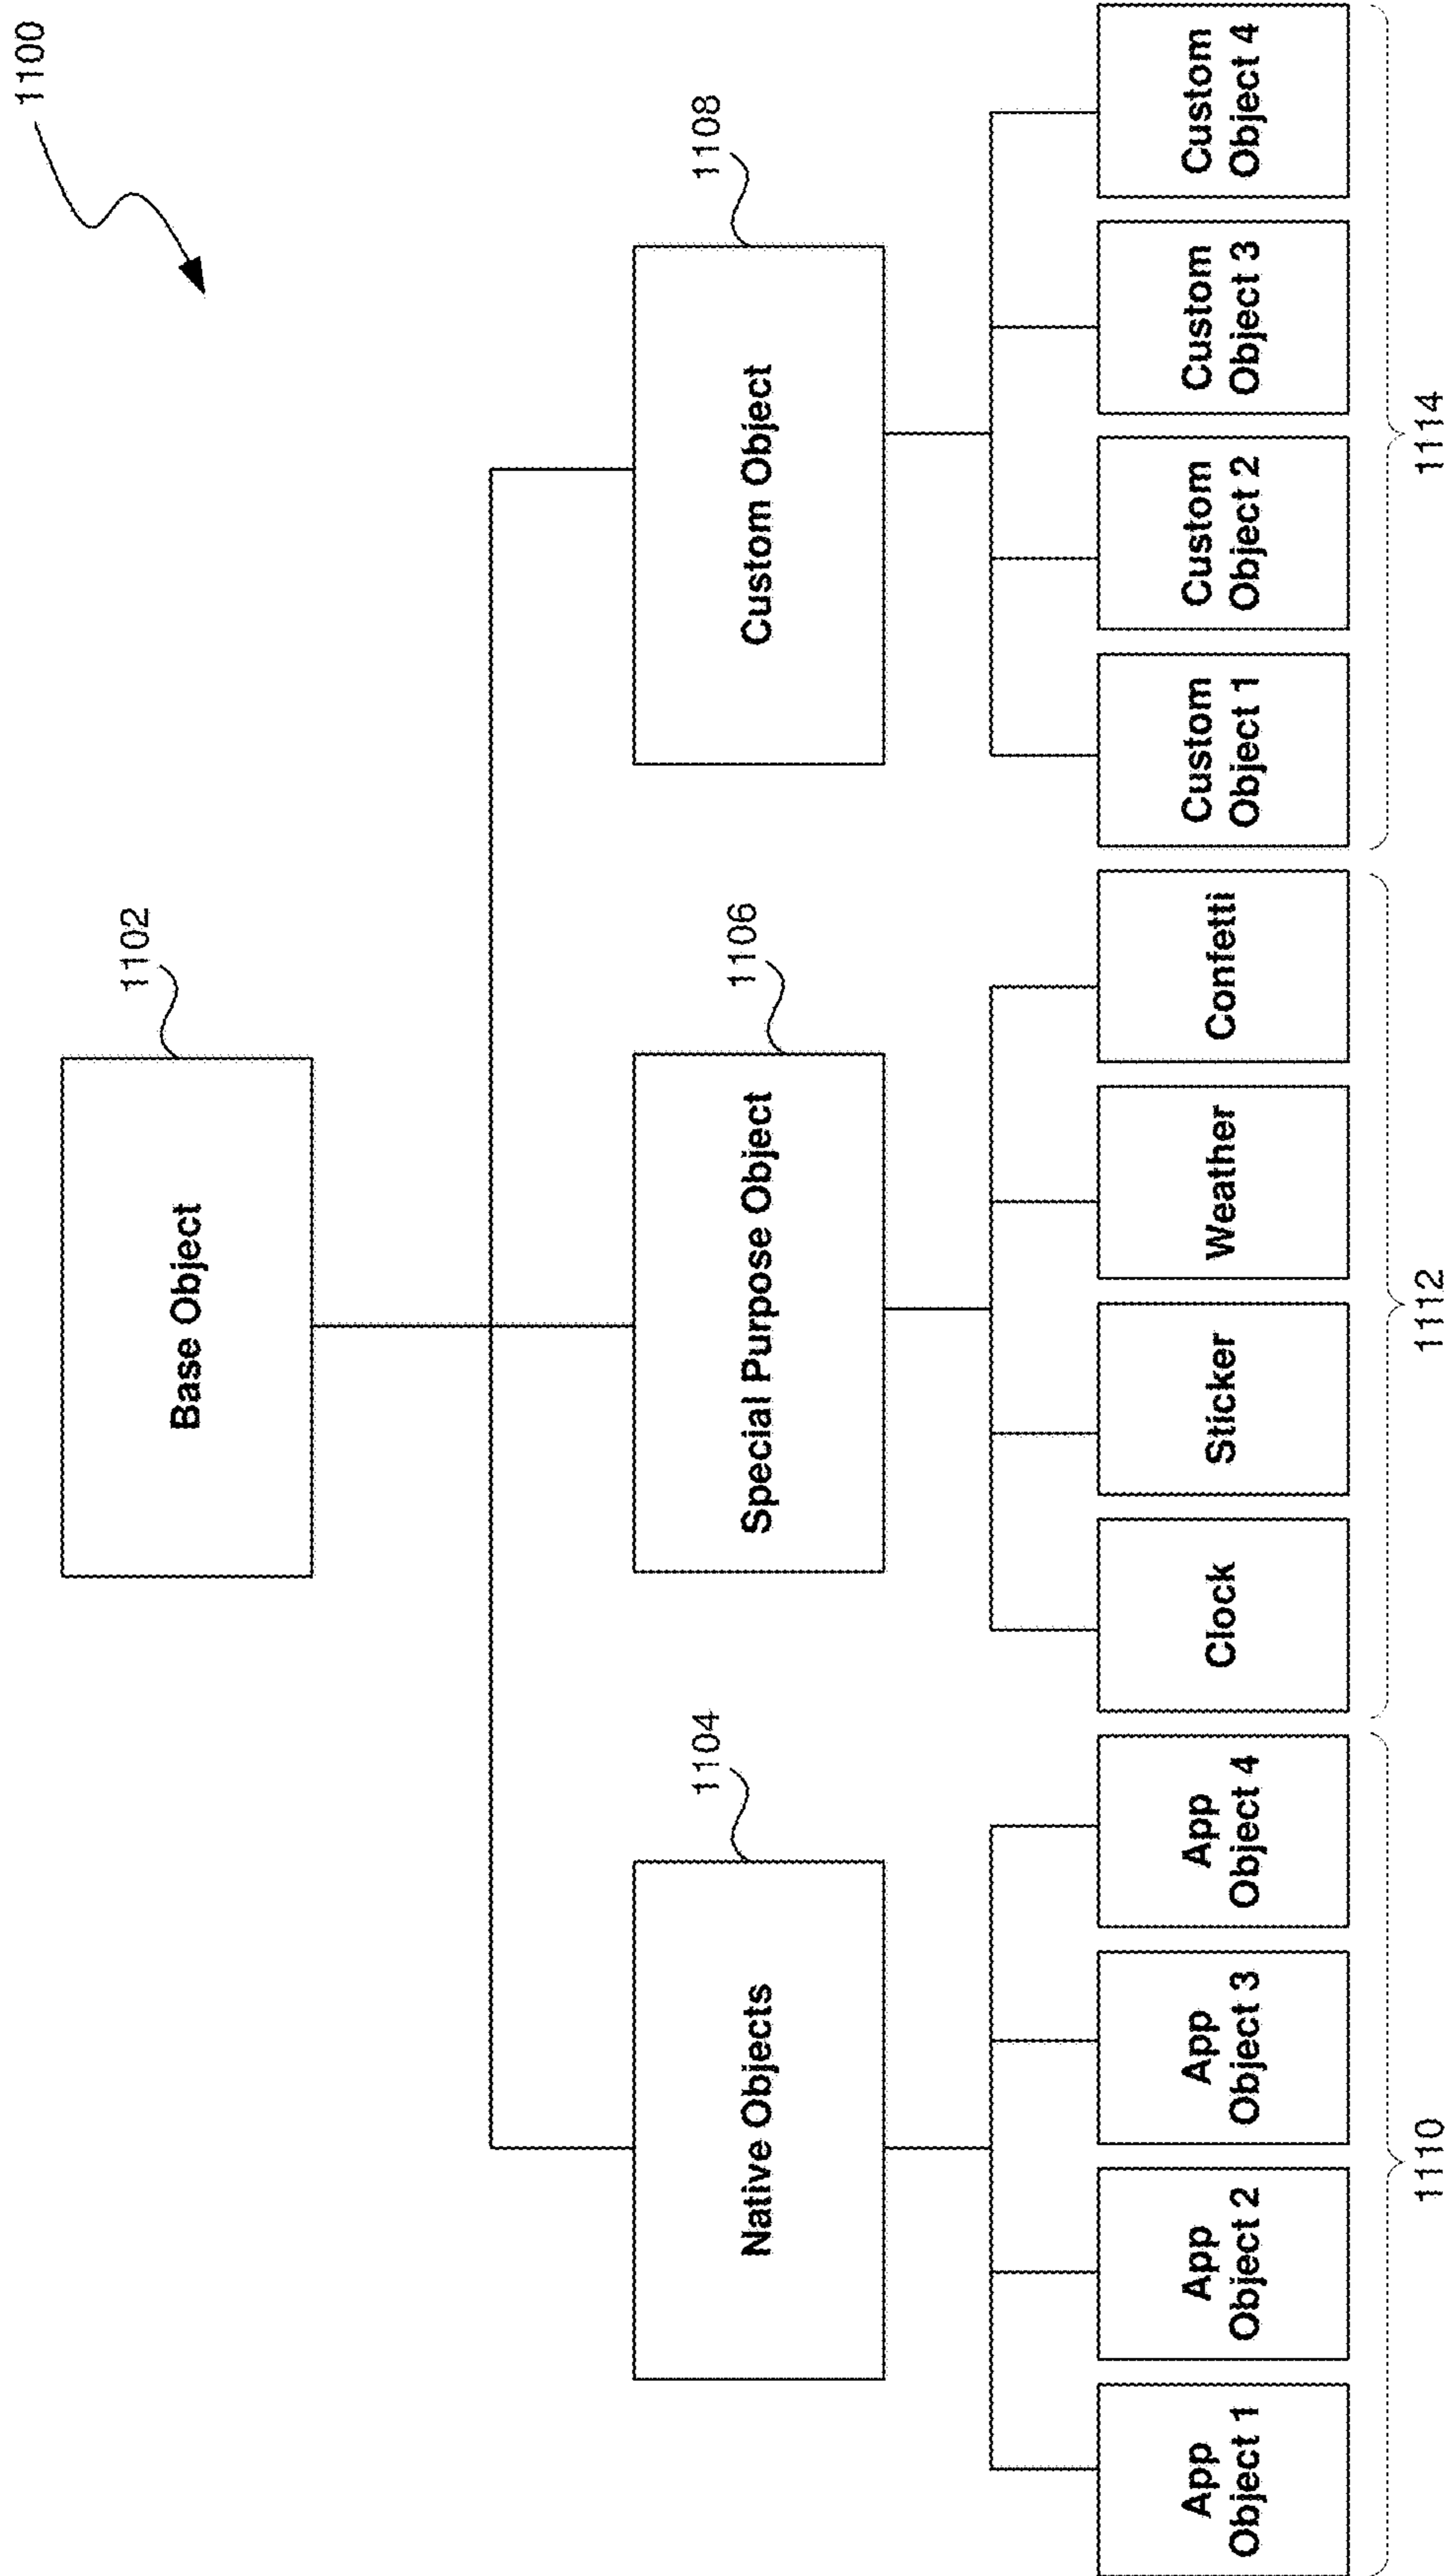 1100
1102
Base Object
1104
1106
1108
Native Objects
Special Purpose Object
Custom Object
App
Object 1
App
Object 2
App
Object 3
App
Object 4
Clock
Sticker
Weather
Confetti
Custom
Object 1
Custom
Object 2
Custom
Object 3
Custom
Object 4
1110
1112
1114